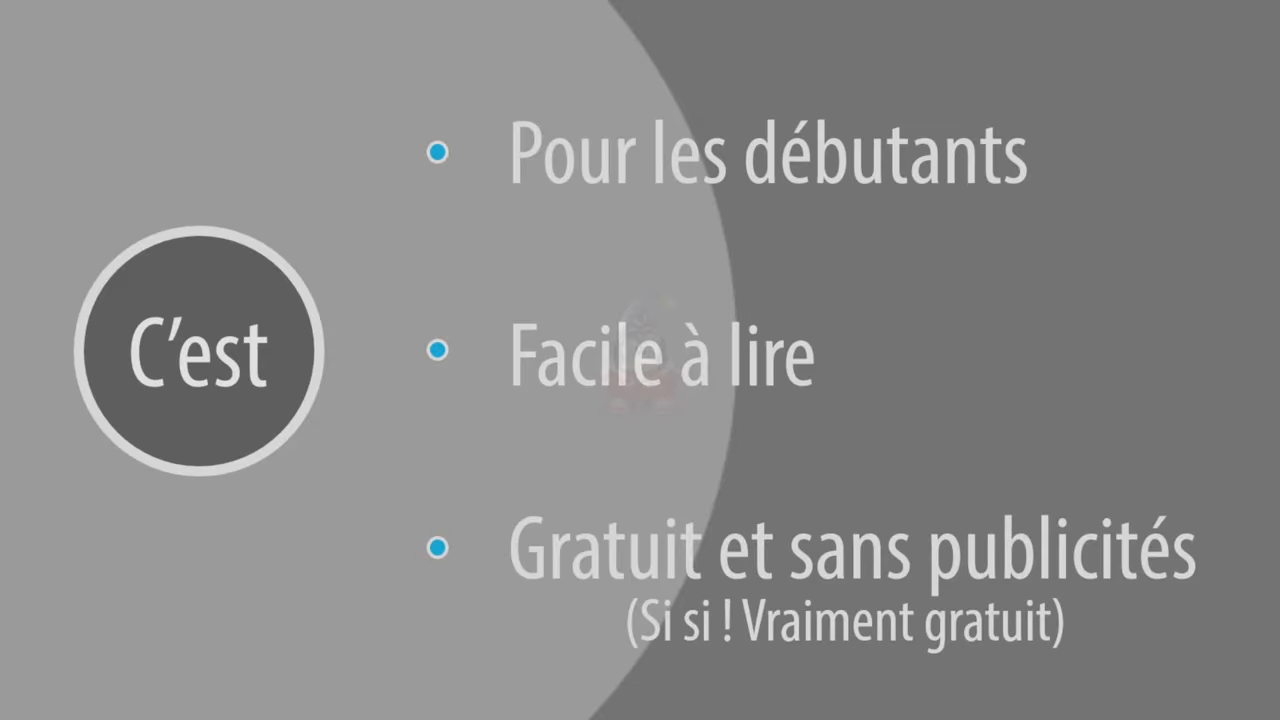 C’est
Pour les débutants
Facile à lire
Gratuit et sans publicités
(Si si ! Vraiment gratuit)